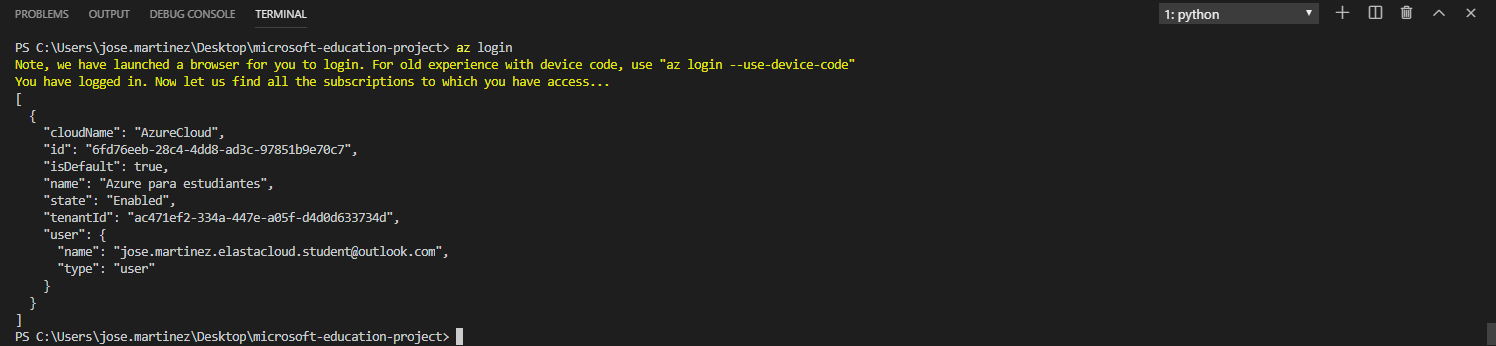 PROBLEMS OUTPUT DEBUG CONSOLE TERMINAL 1: python
PS C:\Users\jose.martinez\Desktop\microsoft-education-project> az login
Note, we have launched a browser for you to login. For old experience with device code, use "az login --use-device-code"
You have logged in. Now let us find all the subscriptions to which you have access...
[
  {
    "cloudName": "AzureCloud",
    "id": "6fd76eeb-28c4-4dd8-ad3c-97851b9e70c7",
    "isDefault": true,
    "name": "Azure para estudiantes",
    "state": "Enabled",
    "tenantId": "ac471ef2-334a-447e-a05f-d4d0d633734d",
    "user": {
      "name": "jose.martinez.elastacloud.student@outlook.com",
      "type": "user"
    }
  }
]
PS C:\Users\jose.martinez\Desktop\microsoft-education-project>